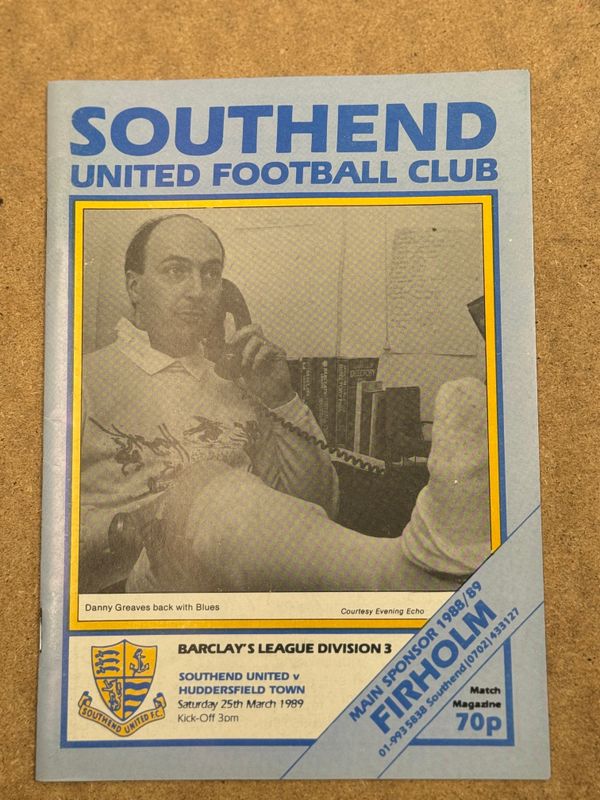 SOUTHEND
UNITED FOOTBALL CLUB
DIRECTORY
Danny Greaves back with Blues
Courtesy Evening Echo
BARCLAY'S LEAGUE DIVISION 3
SOUTHEND UNITED v
HUDDERSFIELD TOWN
Saturday 25th March 1989
Kick-Off 3pm
SOUTHEND UNITED F.C.
MAIN SPONSOR 1988/89
FIRHOLM
01-993 5838 Southend (0702) 433127
Match
Magazine
70p